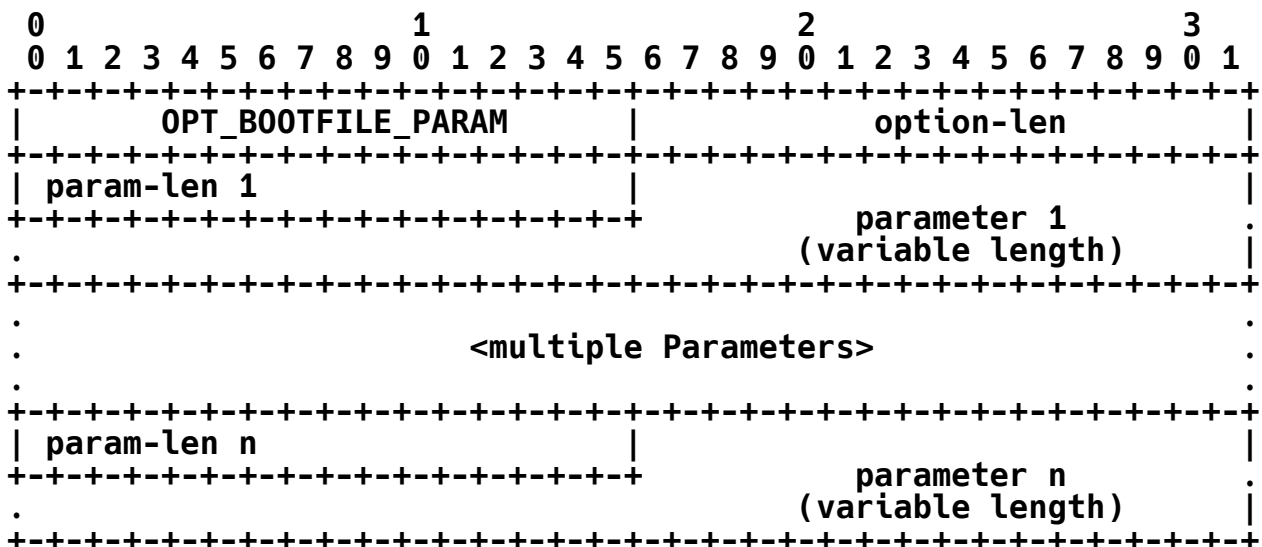 0                   1                   2                   3
 0 1 2 3 4 5 6 7 8 9 0 1 2 3 4 5 6 7 8 9 0 1 2 3 4 5 6 7 8 9 0 1
+-+-+-+-+-+-+-+-+-+-+-+-+-+-+-+-+-+-+-+-+-+-+-+-+-+-+-+-+-+-+-+-+
|       OPT_BOOTFILE_PARAM      |            option-len         |
+-+-+-+-+-+-+-+-+-+-+-+-+-+-+-+-+-+-+-+-+-+-+-+-+-+-+-+-+-+-+-+-+
| param-len 1                   |                               |
+-+-+-+-+-+-+-+-+-+-+-+-+-+-+-+-+           parameter 1         .
.                                        (variable length)      |
+-+-+-+-+-+-+-+-+-+-+-+-+-+-+-+-+-+-+-+-+-+-+-+-+-+-+-+-+-+-+-+-+
.                                                               .
.                       <multiple Parameters>                   .
.                                                               .
+-+-+-+-+-+-+-+-+-+-+-+-+-+-+-+-+-+-+-+-+-+-+-+-+-+-+-+-+-+-+-+-+
| param-len n                   |                               |
+-+-+-+-+-+-+-+-+-+-+-+-+-+-+-+-+           parameter n         .
.                                        (variable length)      |
+-+-+-+-+-+-+-+-+-+-+-+-+-+-+-+-+-+-+-+-+-+-+-+-+-+-+-+-+-+-+-+-+